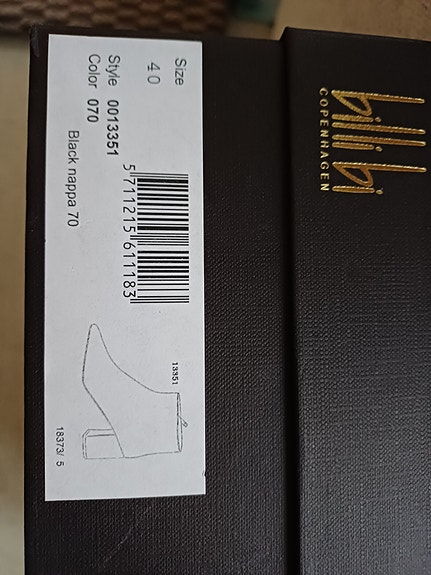 billi bi
COPENHAGEN
Size
40
Style 0013351
Color 070
Black nappa 70
5 711215 611183
13351
18373/ 5